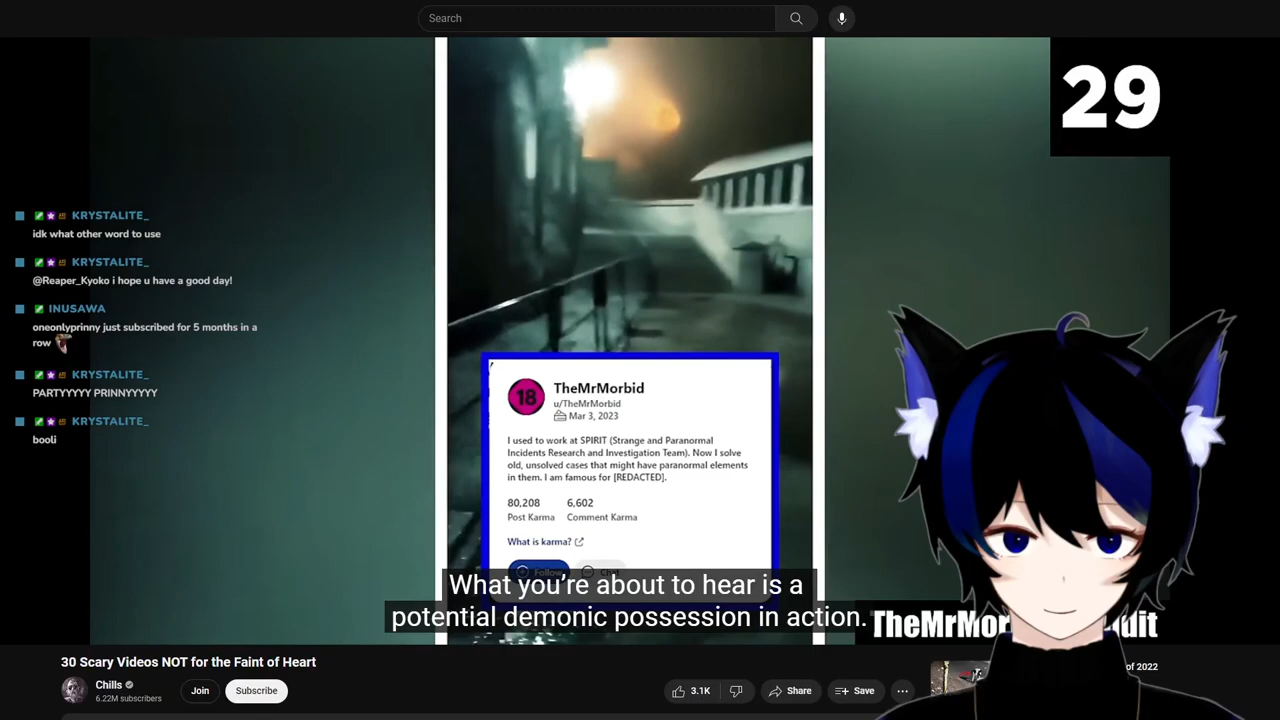 Search
29
KRYSTALITE_
idk what other word to use
KRYSTALITE_
@Reaper_Kyoko i hope u have a good day!
INUSAWA
oneonlyprinny just subscribed for 5 months in a
row
KRYSTALITE_
PARTYYYYY PRINNYYYYY
KRYSTALITE_
booli
18
TheMrMorbid
u/TheMrMorbid
Mar 3, 2023
I used to work at SPIRIT (Strange and Paranormal
Incidents Research and Investigation Team). Now I solve
old, unsolved cases that might have paranormal elements
in them. I am famous for [REDACTED].
80,208 6,602
Post Karma Comment Karma
What is karma?
Follow Chat
What you're about to hear is a
potential demonic possession in action.
TheMrMor dit
30 Scary Videos NOT for the Faint of Heart
Chills
6.22M subscribers
Join
Subscribe
3.1K
Share
Save
of 2022